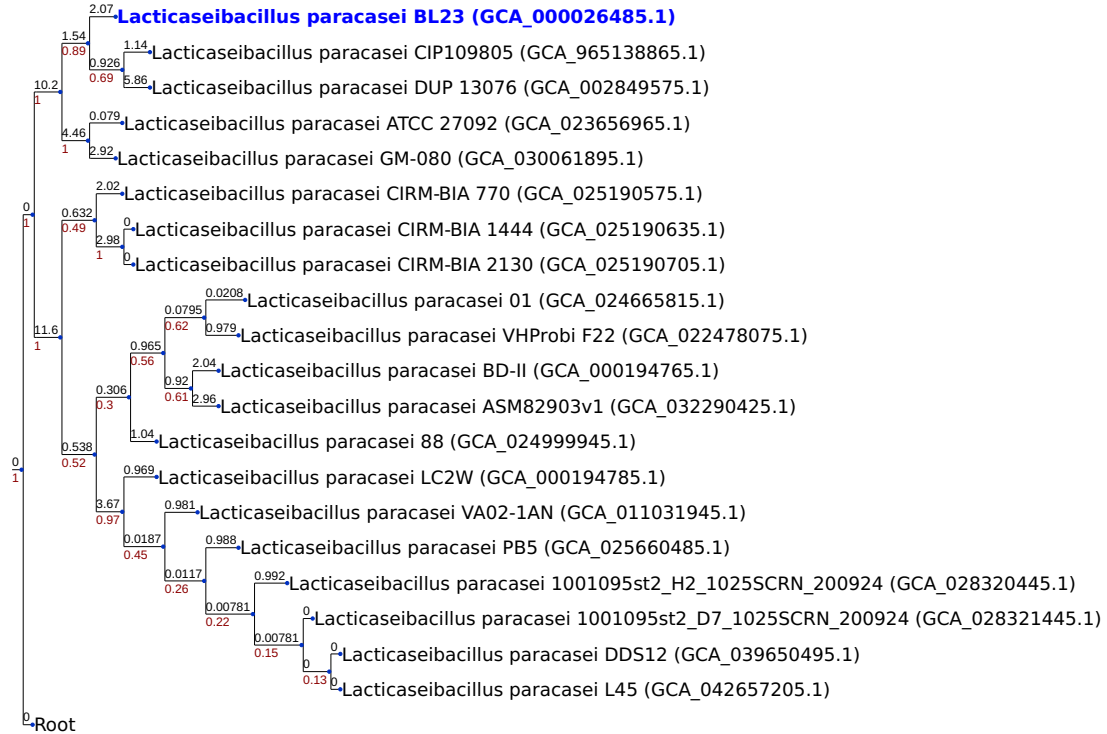 2.07
Lacticaseibacillus paracasei BL23 (GCA_000026485.1)
1.54
0.89
1.14
Lacticaseibacillus paracasei CIP109805 (GCA_965138865.1)
0.926
0.69
5.86
Lacticaseibacillus paracasei DUP 13076 (GCA_002849575.1)
10.2
1
0.079
Lacticaseibacillus paracasei ATCC 27092 (GCA_023656965.1)
4.46
1
2.92
Lacticaseibacillus paracasei GM-080 (GCA_030061895.1)
2.02
Lacticaseibacillus paracasei CIRM-BIA 770 (GCA_025190575.1)
0
1
0.632
0.49
0
Lacticaseibacillus paracasei CIRM-BIA 1444 (GCA_025190635.1)
2.98
1
0
Lacticaseibacillus paracasei CIRM-BIA 2130 (GCA_025190705.1)
0.0208
Lacticaseibacillus paracasei 01 (GCA_024665815.1)
0.0795
0.62
0.979
Lacticaseibacillus paracasei VHProbi F22 (GCA_022478075.1)
11.6
1
0.965
0.56
2.04
Lacticaseibacillus paracasei BD-II (GCA_000194765.1)
0.92
0.61
2.96
Lacticaseibacillus paracasei ASM82903v1 (GCA_032290425.1)
0.306
0.3
1.04
Lacticaseibacillus paracasei 88 (GCA_024999945.1)
0.538
0.52
0
1
0.969
Lacticaseibacillus paracasei LC2W (GCA_000194785.1)
3.67
0.97
0.981
Lacticaseibacillus paracasei VA02-1AN (GCA_011031945.1)
0.0187
0.45
0.988
Lacticaseibacillus paracasei PB5 (GCA_025660485.1)
0.0117
0.26
0.992
Lacticaseibacillus paracasei 1001095st2_H2_1025SCRN_200924 (GCA_028320445.1)
0.00781
0.22
0
Lacticaseibacillus paracasei 1001095st2_D7_1025SCRN_200924 (GCA_028321445.1)
0.00781
0.15
0
Lacticaseibacillus paracasei DDS12 (GCA_039650495.1)
0
0.13
0
Lacticaseibacillus paracasei L45 (GCA_042657205.1)
0
Root